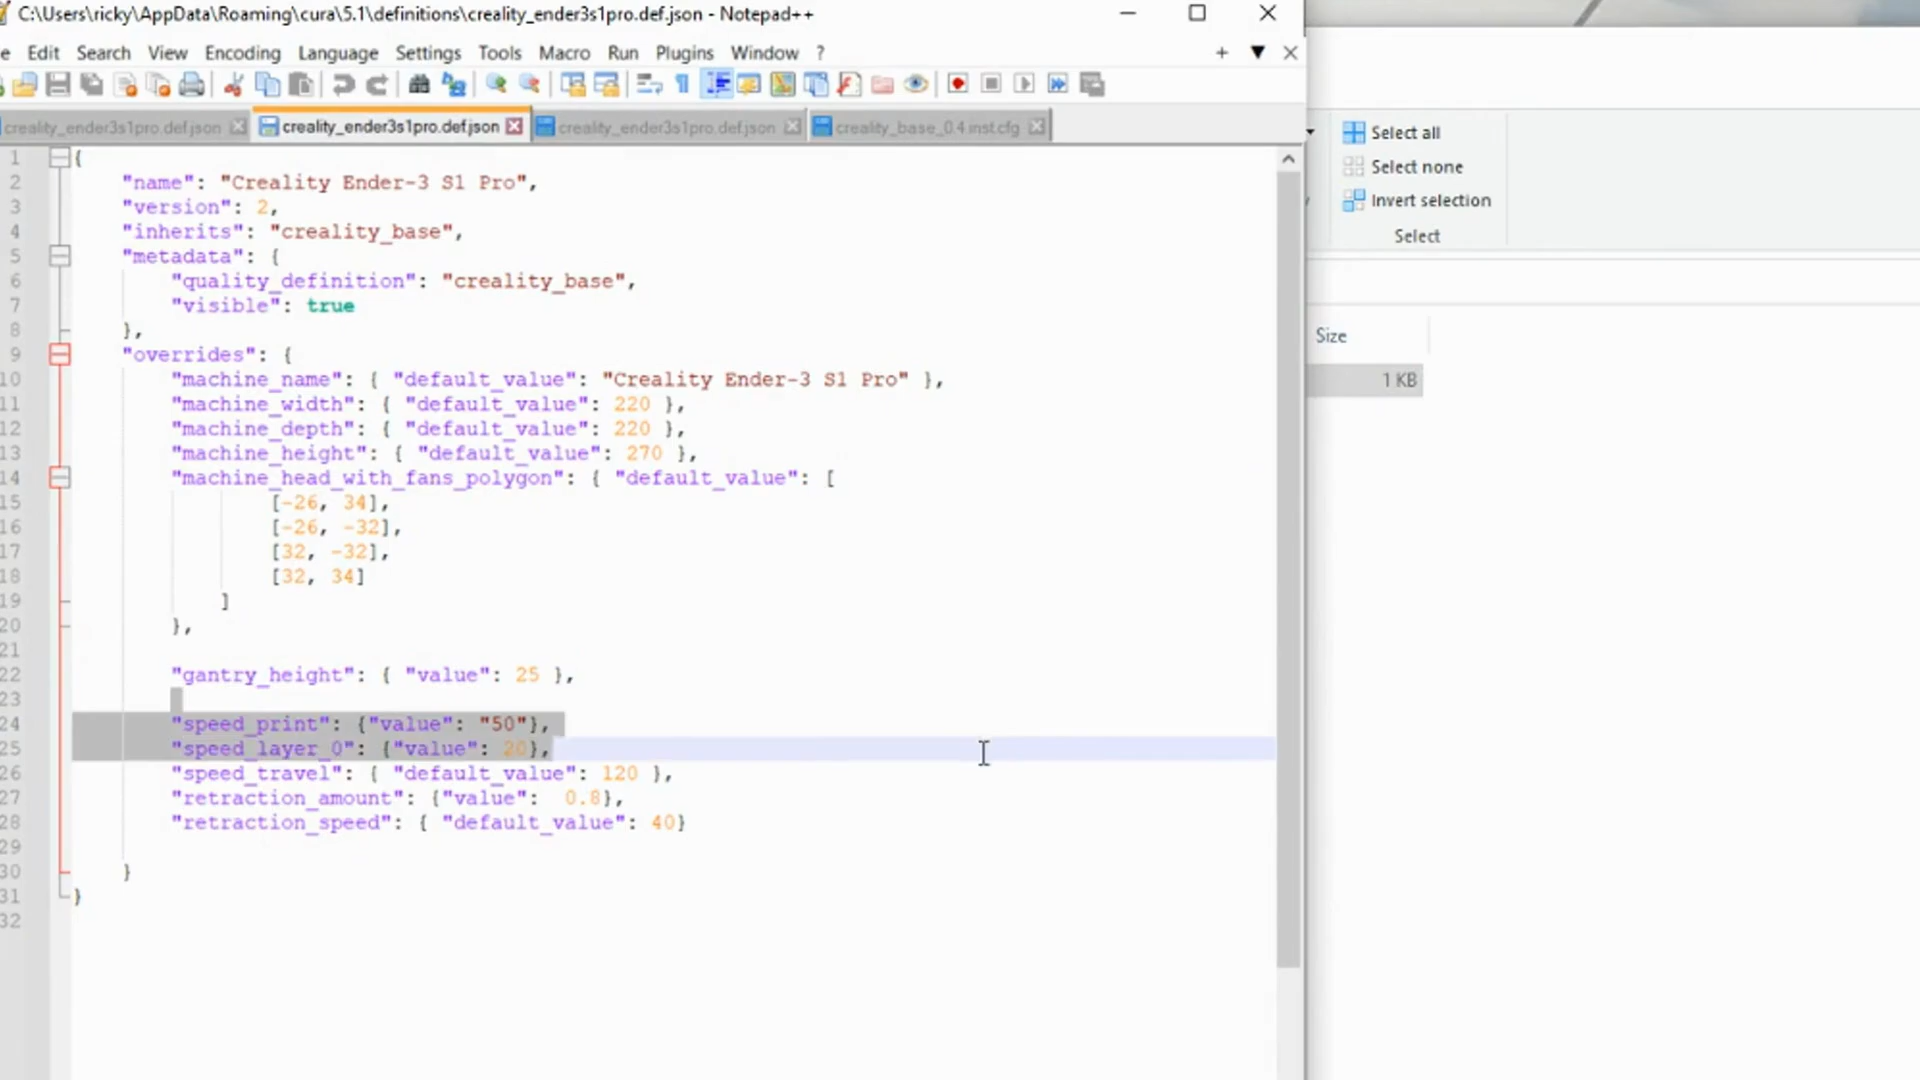 C:\Users\ricky\AppData\Roaming\cura\5.1\definitions\creality_ender3s1pro.def.json - Notepad++
Edit Search View Encoding Language Settings Tools Macro Run Plugins Window ?
creality_ender3s1pro.def.json creality_ender3s1pro.def.json creality_ender3s1pro.def.json creality_base_0.4.inst.cfg
1 {
2 "name": "Creality Ender-3 S1 Pro",
3 "version": 2,
4 "inherits": "creality_base",
5 "metadata": {
6 "quality_definition": "creality_base",
7 "visible": true
8 },
9 "overrides": {
10 "machine_name": { "default_value": "Creality Ender-3 S1 Pro" },
11 "machine_width": { "default_value": 220 },
12 "machine_depth": { "default_value": 220 },
13 "machine_height": { "default_value": 270 },
14 "machine_head_with_fans_polygon": { "default_value": [
15 [-26, 34],
16 [-26, -32],
17 [32, -32],
18 [32, 34]
19 ]
20 },
21
22 "gantry_height": { "value": 25 },
23
24 "speed_print": {"value": "50"},
25 "speed_layer_0": {"value": 20},
26 "speed_travel": { "default_value": 120 },
27 "retraction_amount": {"value":  0.8},
28 "retraction_speed": { "default_value": 40}
29
30 }
31 }
32
Select all
Select none
Invert selection
Select
Size
1 KB